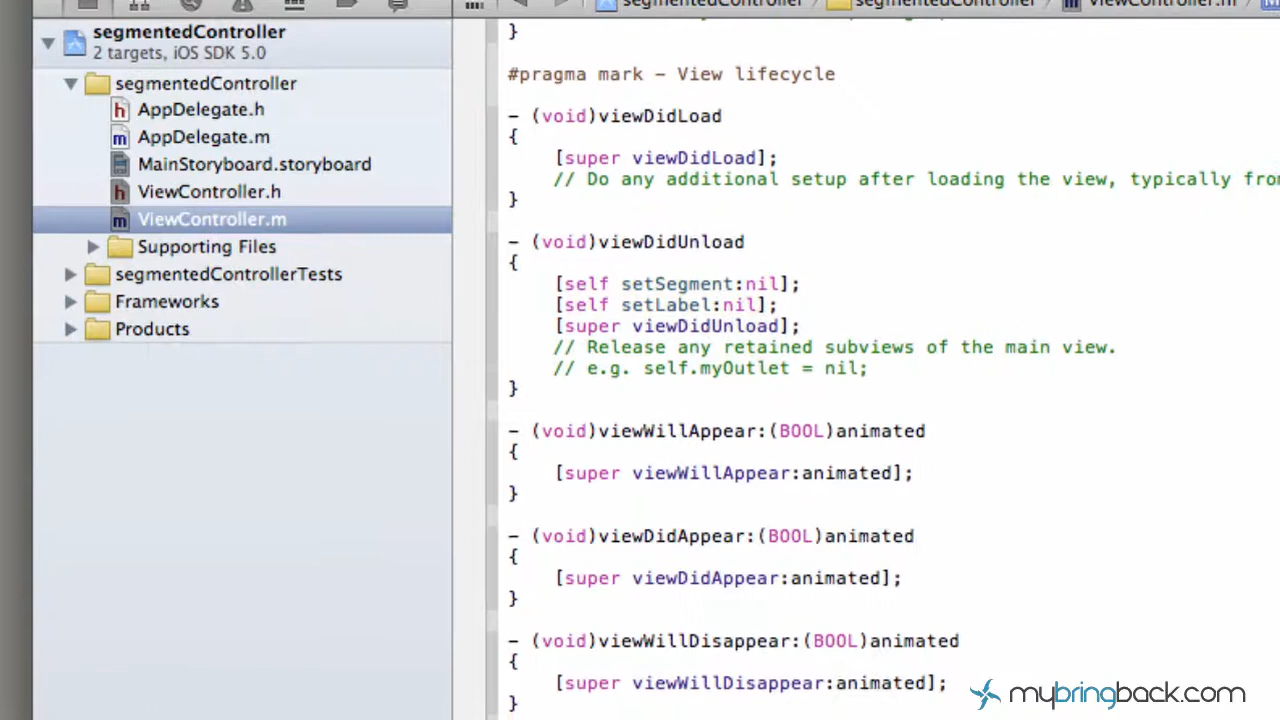 segmentedController
2 targets, iOS SDK 5.0
segmentedController
AppDelegate.h
AppDelegate.m
MainStoryboard.storyboard
ViewController.h
ViewController.m
Supporting Files
segmentedControllerTests
Frameworks
Products
segmentedController
segmentedController
ViewController.m
}
#pragma mark - View lifecycle
- (void)viewDidLoad
{
[super viewDidLoad];
// Do any additional setup after loading the view, typically from
}
- (void)viewDidUnload
{
[self setSegment:nil];
[self setLabel:nil];
[super viewDidUnload];
// Release any retained subviews of the main view.
// e.g. self.myOutlet = nil;
}
- (void)viewWillAppear:(BOOL)animated
{
[super viewWillAppear:animated];
}
- (void)viewDidAppear:(BOOL)animated
{
[super viewDidAppear:animated];
}
- (void)viewWillDisappear:(BOOL)animated
{
[super viewWillDisappear:animated];
}
mybringback.com